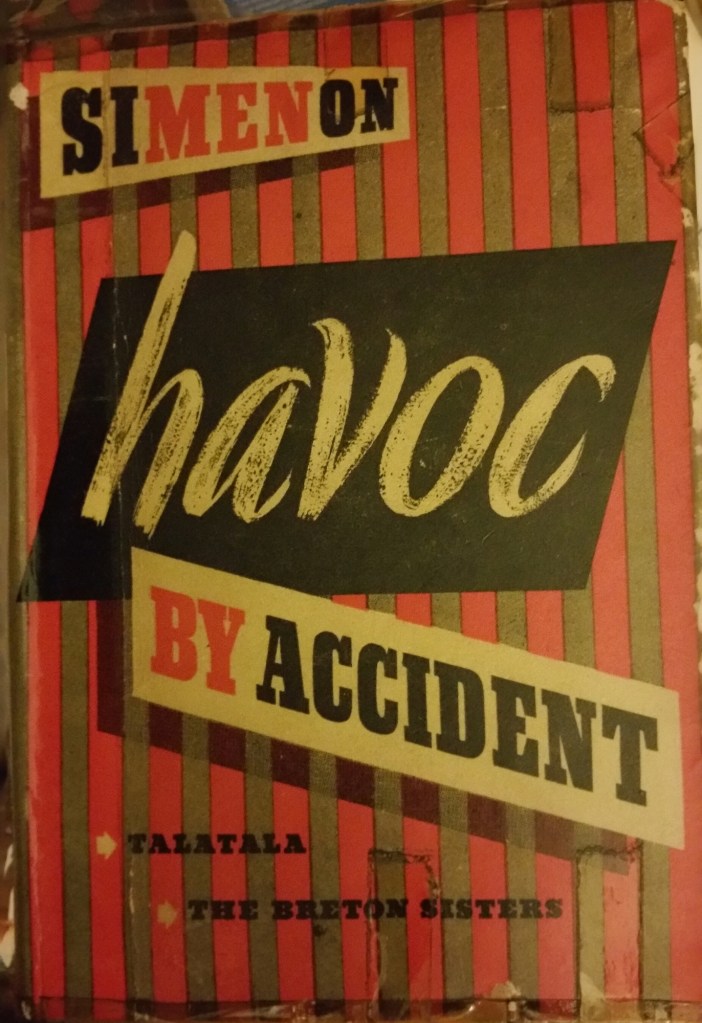 SIMENON
havoc
BY ACCIDENT
TALATALA
THE BRETON SISTERS